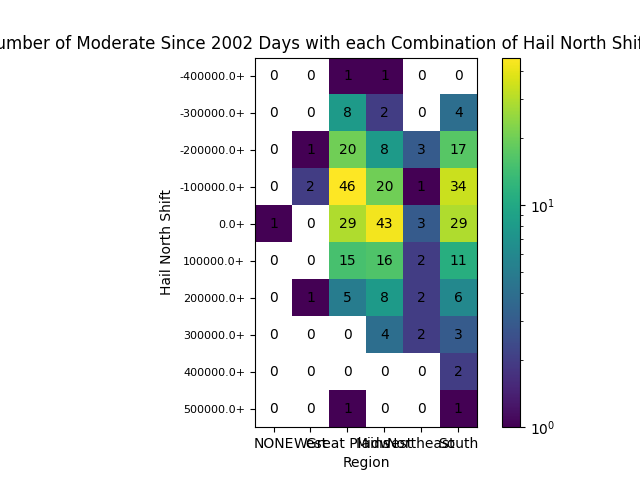 umber of Moderate Since 2002 Days with each Combination of Hail North Shif
-400000.0+ 0 0 1 1 0 0
-300000.0+ 0 8 2 0 4
-200000.0+ 0 1 20 8 3 17
-100000.0+ 0 2 46 20 1 34
0.0+ 1 0 29 43 3 29
100000.0+ 0 0 15 16 2 11
200000.0+ 0 1 5 8 2 6
300000.0+ 0 0 0 4 2 3
400000.0+ 0 0 0 0 0 2
500000.0+ 0 0 1 0 0 1
Hail North Shift
NONE West Great Plains Midwest Northeast South
Region
10¹
10⁰